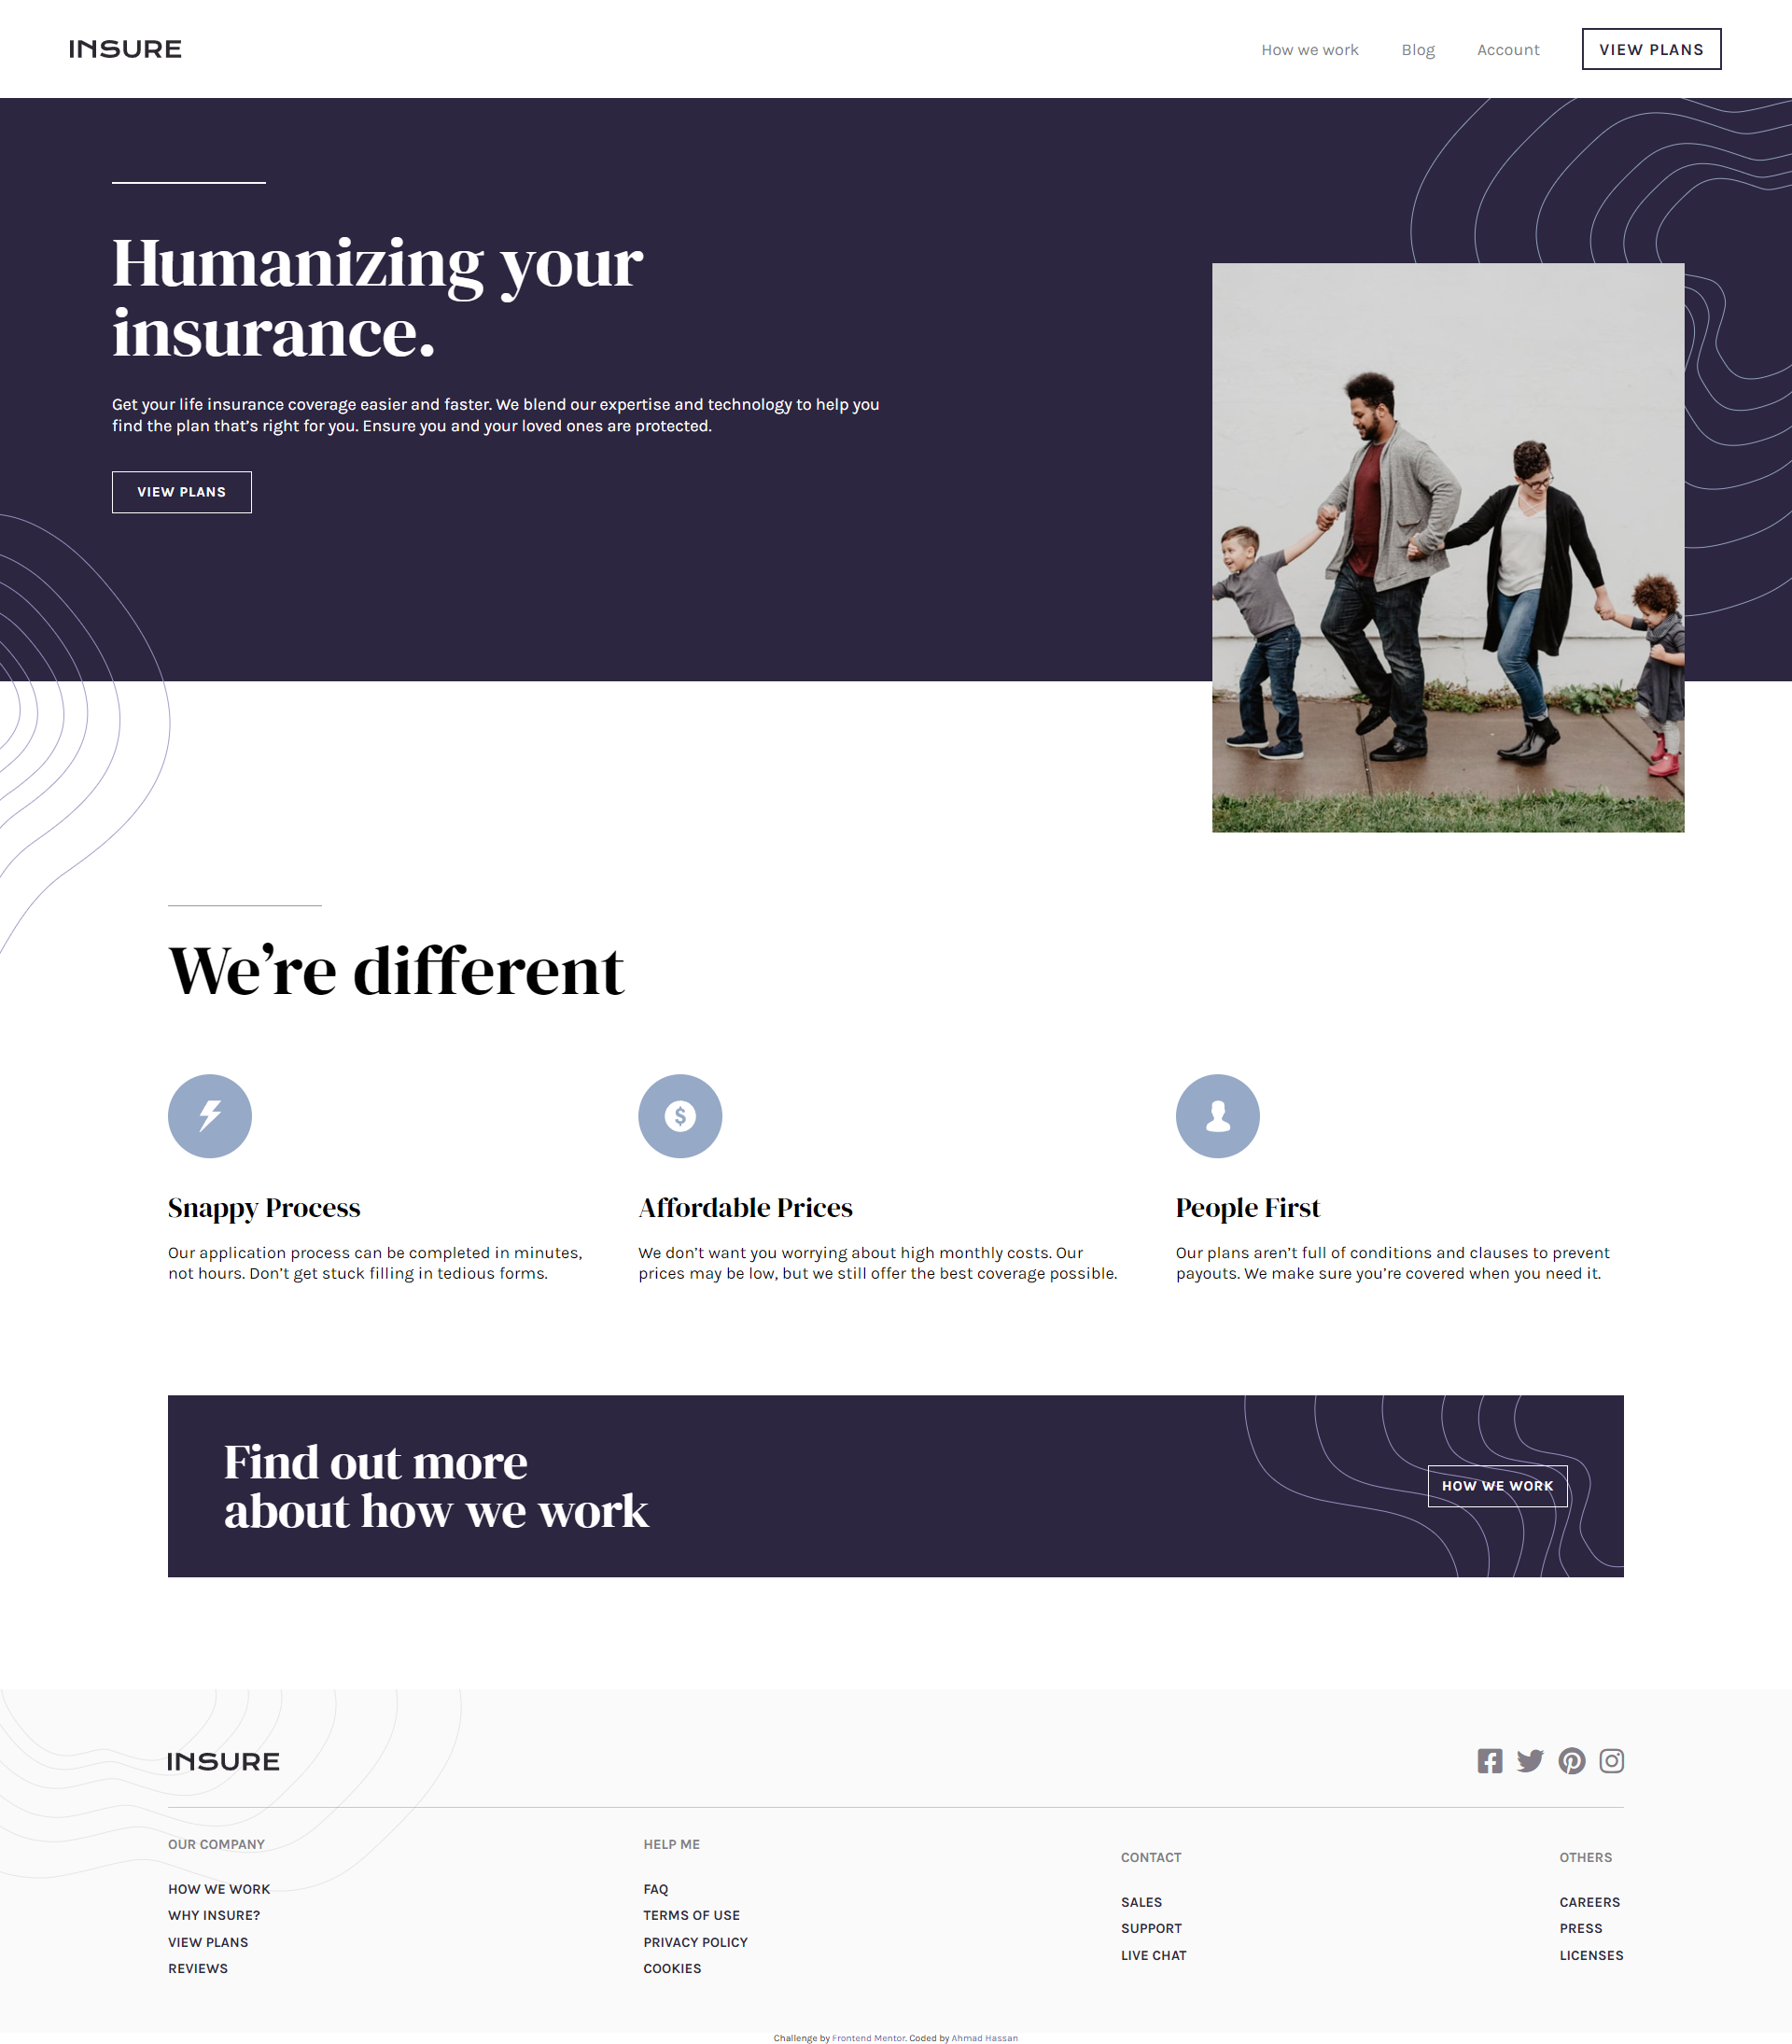 INSURE
How we work
Blog
Account
VIEW PLANS
Humanizing your
insurance.
Get your life insurance coverage easier and faster. We blend our expertise and technology to help you
find the plan that’s right for you. Ensure you and your loved ones are protected.
VIEW PLANS
We’re different
Snappy Process
Our application process can be completed in minutes,
not hours. Don’t get stuck filling in tedious forms.
Affordable Prices
We don’t want you worrying about high monthly costs. Our
prices may be low, but we still offer the best coverage possible.
People First
Our plans aren’t full of conditions and clauses to prevent
payouts. We make sure you’re covered when you need it.
Find out more
about how we work
HOW WE WORK
INSURE
OUR COMPANY
HOW WE WORK
WHY INSURE?
VIEW PLANS
REVIEWS
HELP ME
FAQ
TERMS OF USE
PRIVACY POLICY
COOKIES
CONTACT
SALES
SUPPORT
LIVE CHAT
OTHERS
CAREERS
PRESS
LICENSES
Challenge by Frontend Mentor. Coded by Ahmad Hassan